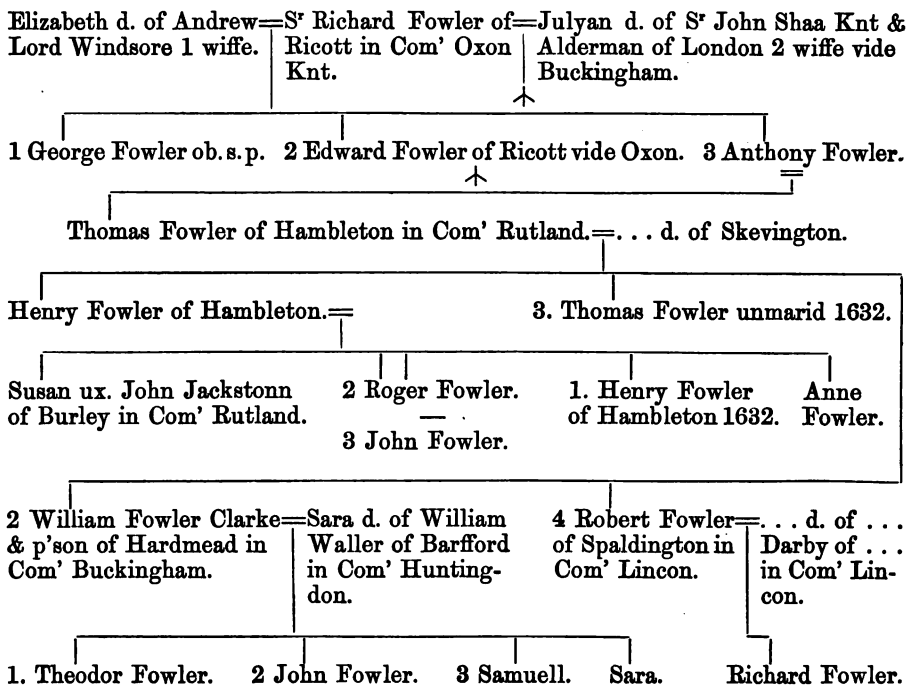 Elizabeth d. of Andrew=Sʳ Richard Fowler of=Julyan d. of Sʳ John Shaa Knt &
Lord Windsore 1 wiffe. Ricott in Com' Oxon Alderman of London 2 wiffe vide
Knt. Buckingham.
1 George Fowler ob. s. p. 2 Edward Fowler of Ricott vide Oxon. 3 Anthony Fowler.
=
Thomas Fowler of Hambleton in Com' Rutland.=. . . d. of Skevington.
Henry Fowler of Hambleton.= 3. Thomas Fowler unmarid 1632.
Susan ux. John Jackstonn 2 Roger Fowler. 1. Henry Fowler Anne
of Burley in Com' Rutland. — of Hambleton 1632. Fowler.
3 John Fowler.
2 William Fowler Clarke=Sara d. of William 4 Robert Fowler=. . . d. of . . .
& p'son of Hardmead in Waller of Barfford of Spaldington in Darby of . . .
Com' Buckingham. in Com' Hunting- Com' Lincon. in Com' Lin-
don. con.
1. Theodor Fowler. 2 John Fowler. 3 Samuell. Sara. Richard Fowler.